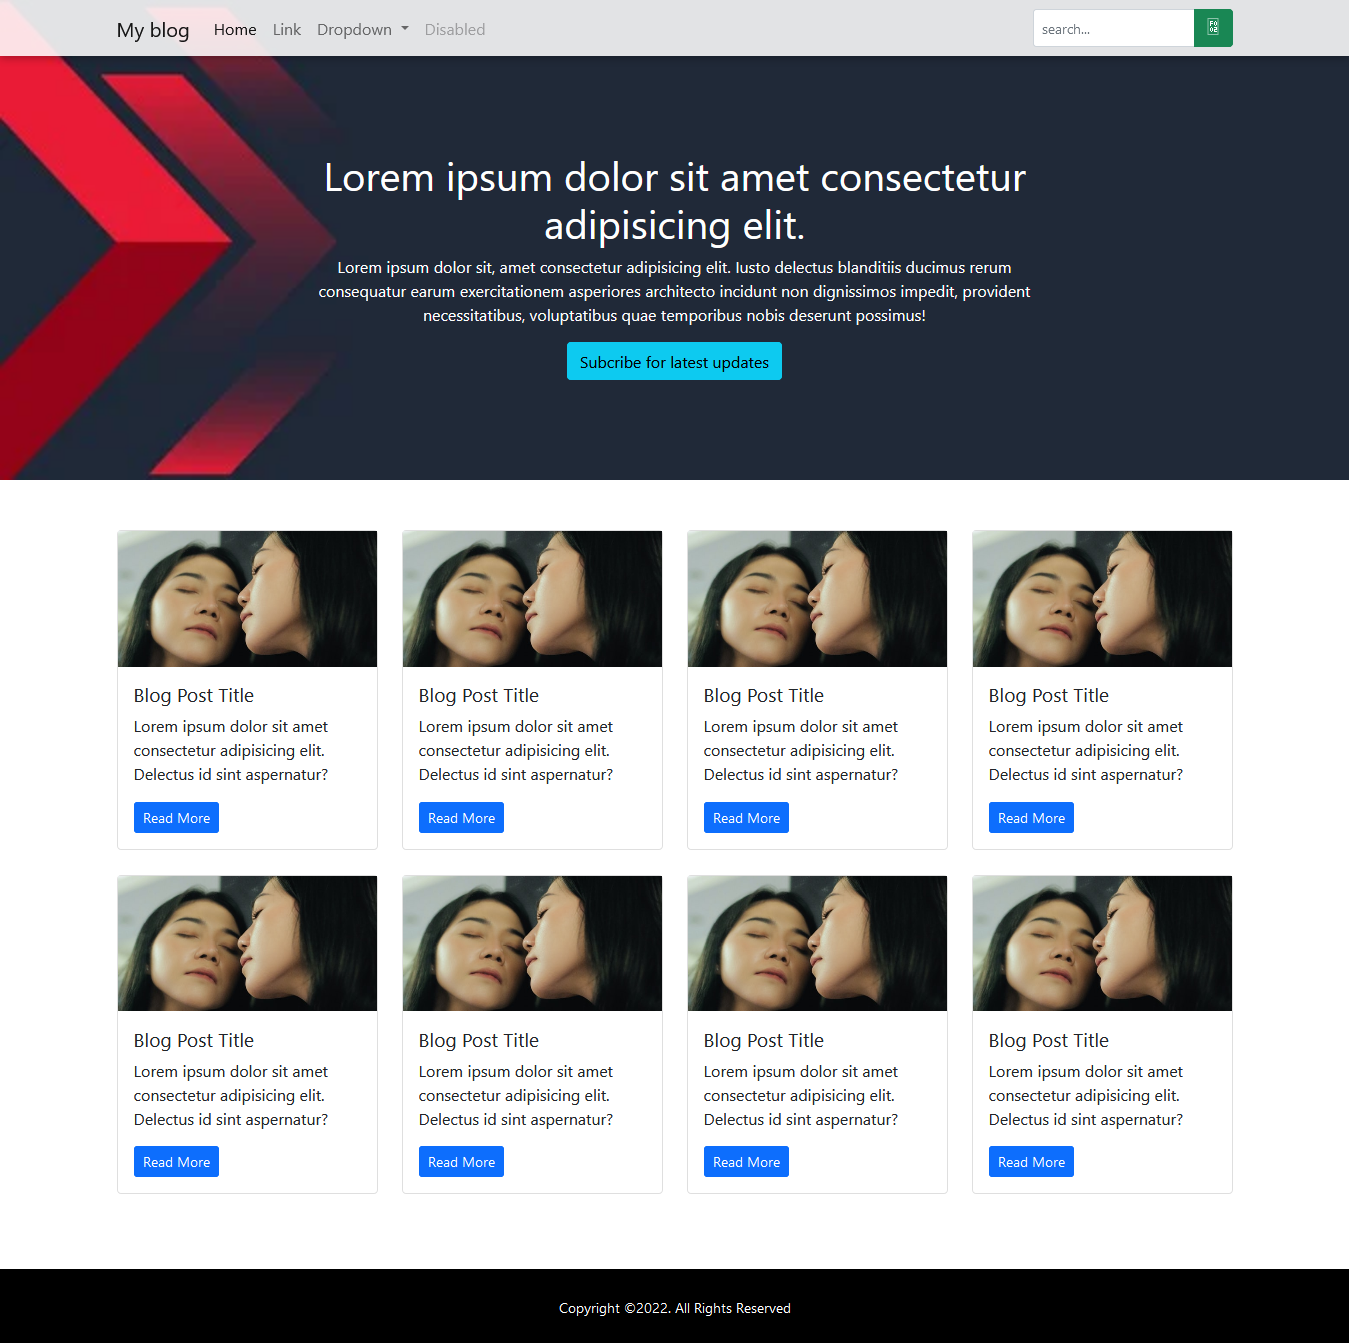 My blog Home Link Dropdown Disabled search...
Lorem ipsum dolor sit amet consectetur
adipisicing elit.
Lorem ipsum dolor sit, amet consectetur adipisicing elit. Iusto delectus blanditiis ducimus rerum
consequatur earum exercitationem asperiores architecto incidunt non dignissimos impedit, provident
necessitatibus, voluptatibus quae temporibus nobis deserunt possimus!
Subcribe for latest updates
Blog Post Title
Lorem ipsum dolor sit amet
consectetur adipisicing elit.
Delectus id sint aspernatur?
Read More
Blog Post Title
Lorem ipsum dolor sit amet
consectetur adipisicing elit.
Delectus id sint aspernatur?
Read More
Blog Post Title
Lorem ipsum dolor sit amet
consectetur adipisicing elit.
Delectus id sint aspernatur?
Read More
Blog Post Title
Lorem ipsum dolor sit amet
consectetur adipisicing elit.
Delectus id sint aspernatur?
Read More
Blog Post Title
Lorem ipsum dolor sit amet
consectetur adipisicing elit.
Delectus id sint aspernatur?
Read More
Blog Post Title
Lorem ipsum dolor sit amet
consectetur adipisicing elit.
Delectus id sint aspernatur?
Read More
Blog Post Title
Lorem ipsum dolor sit amet
consectetur adipisicing elit.
Delectus id sint aspernatur?
Read More
Blog Post Title
Lorem ipsum dolor sit amet
consectetur adipisicing elit.
Delectus id sint aspernatur?
Read More
Copyright ©2022. All Rights Reserved